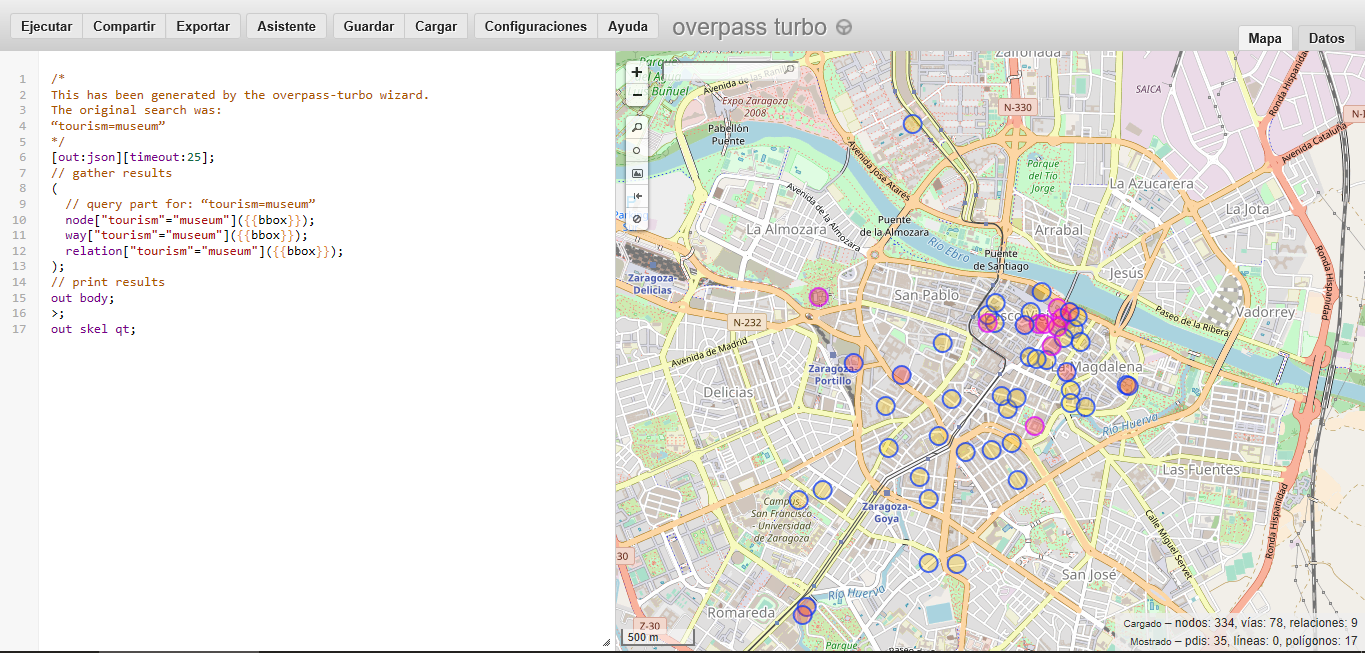 Ejecutar Compartir Exportar Asistente Guardar Cargar Configuraciones Ayuda overpass turbo
Mapa Datos
1 /*
2 This has been generated by the overpass-turbo wizard.
3 The original search was:
4 “tourism=museum”
5 */
6 [out:json][timeout:25];
7 // gather results
8 (
9 // query part for: “tourism=museum”
10 node["tourism"="museum"]({{bbox}});
11 way["tourism"="museum"]({{bbox}});
12 relation["tourism"="museum"]({{bbox}});
13 );
14 // print results
15 out body;
16 >;
17 out skel qt;
+
−
Zalfonada
Expo Zaragoza
2008
Pabellón
Puente
N-330
SAICA
Ronda Hispanidad
Avenida Cataluña
Avenida José Atarés
Parque
del Tío
Jorge
La Azucarera
La Jota
Avenida de la Almozara
La Almozara
Puente
de la Almozara
Arrabal
Río Ebro
Puente
de Santiago
Jesús
Ronda Hispanidad
Zaragoza-
Delicias
San Pablo
Vadorrey
Paseo de la Ribera
N-232
Avenida de Madrid
Zaragoza-
Portillo
La Magdalena
Delicias
Río Huerva
Las Fuentes
Campus
San Francisco
- Universidad
de Zaragoza
Zaragoza-
Goya
Calle Miguel Servet
Ronda Hispanidad
30
San José
Río Huerva
Romareda
Z-30
500 m
Parque
Cargado – nodos: 334, vías: 78, relaciones: 9
Mostrado – pdis: 35, líneas: 0, polígonos: 17